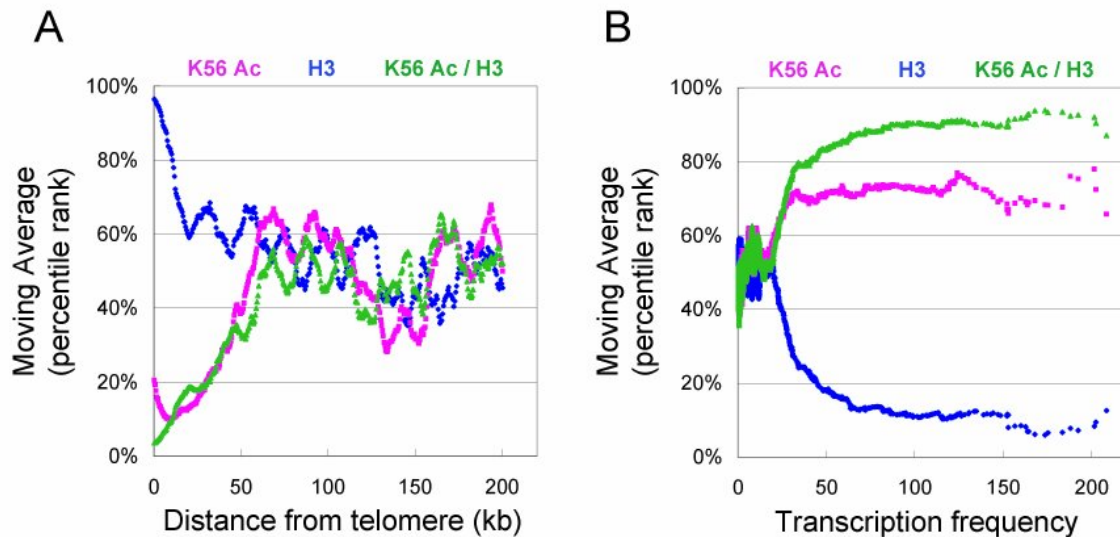 A
K56 Ac H3 K56 Ac / H3
100%
80%
60%
40%
20%
0%
Moving Average
(percentile rank)
0 50 100 150 200
Distance from telomere (kb)
B
K56 Ac H3 K56 Ac / H3
100%
80%
60%
40%
20%
0%
Moving Average
(percentile rank)
0 50 100 150 200
Transcription frequency